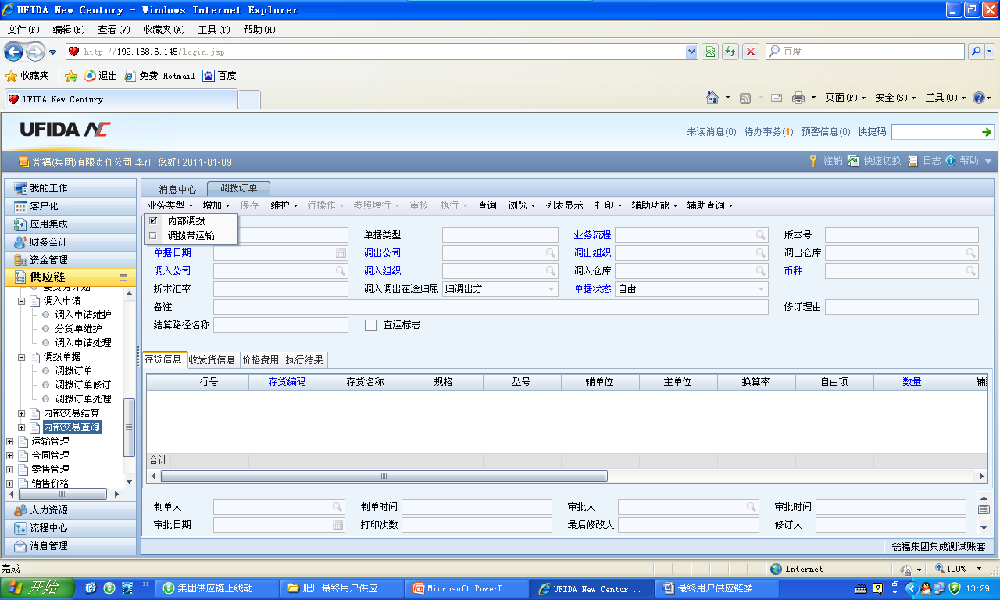 UFIDA New Century - Windows Internet Explorer
文件(F) 编辑(E) 查看(V) 收藏夹(A) 工具(T) 帮助(H)
http://192.168.6.145/login.jsp 百度
收藏夹 退出 免费 Hotmail 百度
UFIDA New Century 页面(P) 安全(S) 工具(O)
UFIDA NC 未读消息(0) 待办事务(1) 预警信息(0) 快捷码
瓮福(集团)有限责任公司 李江, 您好! 2011-01-09 注销 快速切换 日志 帮助
我的工作
客户化
应用集成
财务会计
资金管理
供应链
要货月计划
调入申请
调入申请维护
分货单维护
调入申请处理
调拨单据
调拨订单
调拨订单修订
调拨订单处理
内部交易结算
内部交易查询
运输管理
合同管理
零售管理
销售价格
人力资源
流程中心
消息管理
消息中心 调拨订单
业务类型 增加 保存 维护 行操作 参照增行 审核 执行 查询 浏览 列表显示 打印 辅助功能 辅助查询
内部调拨
调拨带运输
单据类型 业务流程 版本号
单据日期 调出公司 调出组织 调出仓库
调入公司 调入组织 调入仓库 币种
折本汇率 调入调出在途归属 归调出方 单据状态 自由
备注 修订理由
结算路径名称 直运标志
存货信息 收发货信息 价格费用 执行结果
行号 存货编码 存货名称 规格 型号 辅单位 主单位 换算率 自由项 数量
合计
制单人 制单时间 审批人 审批时间
审批日期 打印次数 最后修改人 修订人
瓮福集团集成测试账套
完成 Internet 100%
开始 集团供应链上线动... 肥厂最终用户供应... Microsoft PowerP... UFIDA New Centur... 最终用户供应链操... 13:29